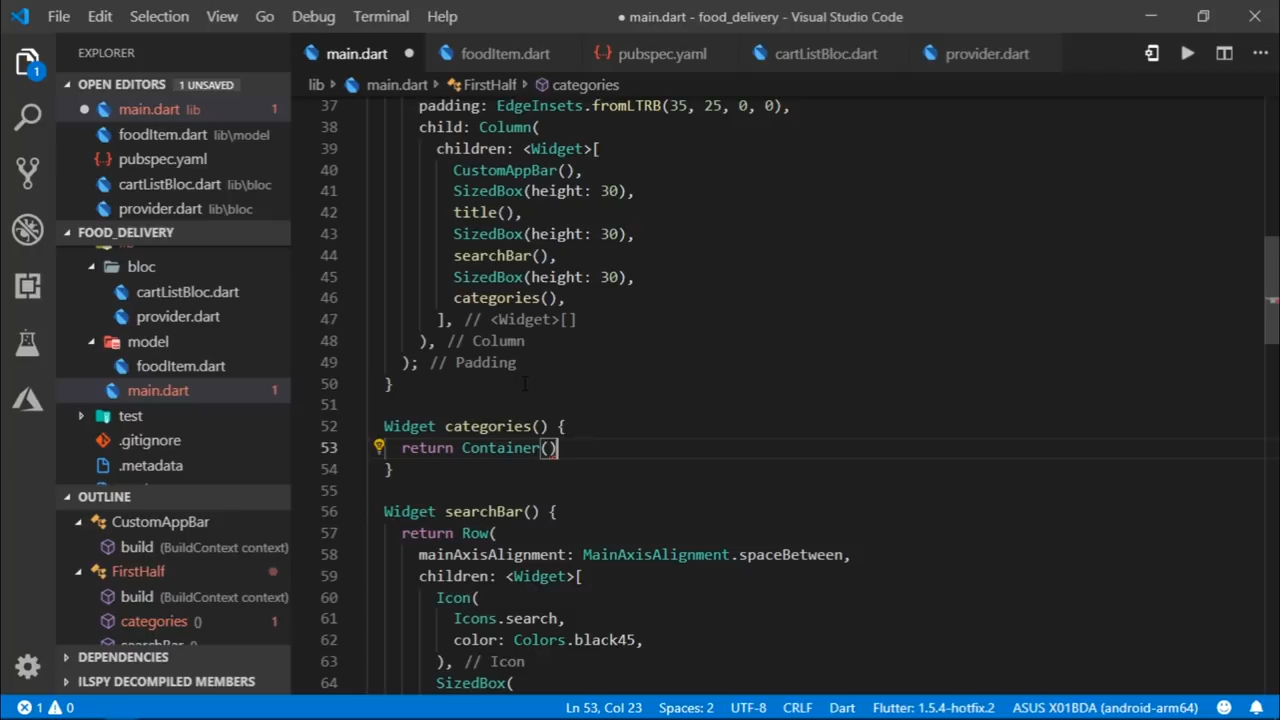 File Edit Selection View Go Debug Terminal Help ● main.dart - food_delivery - Visual Studio Code
EXPLORER
main.dart foodItem.dart pubspec.yaml cartListBloc.dart provider.dart
OPEN EDITORS 1 UNSAVED
main.dart lib 1
foodItem.dart lib\model
pubspec.yaml
cartListBloc.dart lib\bloc
provider.dart lib\bloc
FOOD_DELIVERY
bloc
cartListBloc.dart
provider.dart
model
foodItem.dart
main.dart 1
test
.gitignore
.metadata
OUTLINE
CustomAppBar
build (BuildContext context)
FirstHalf
build (BuildContext context)
categories () 1
searchBar ()
DEPENDENCIES
ILSPY DECOMPILED MEMBERS
1
lib main.dart FirstHalf categories
37 padding: EdgeInsets.fromLTRB(35, 25, 0, 0),
38 child: Column(
39 children: <Widget>[
40 CustomAppBar(),
41 SizedBox(height: 30),
42 title(),
43 SizedBox(height: 30),
44 searchBar(),
45 SizedBox(height: 30),
46 categories(),
47 ], // <Widget>[]
48 ), // Column
49 ); // Padding
50 }
51
52 Widget categories() {
53 return Container()
54 }
55
56 Widget searchBar() {
57 return Row(
58 mainAxisAlignment: MainAxisAlignment.spaceBetween,
59 children: <Widget>[
60 Icon(
61 Icons.search,
62 color: Colors.black45,
63 ), // Icon
64 SizedBox(
1 0 Ln 53, Col 23 Spaces: 2 UTF-8 CRLF Dart Flutter: 1.5.4-hotfix.2 ASUS X01BDA (android-arm64)